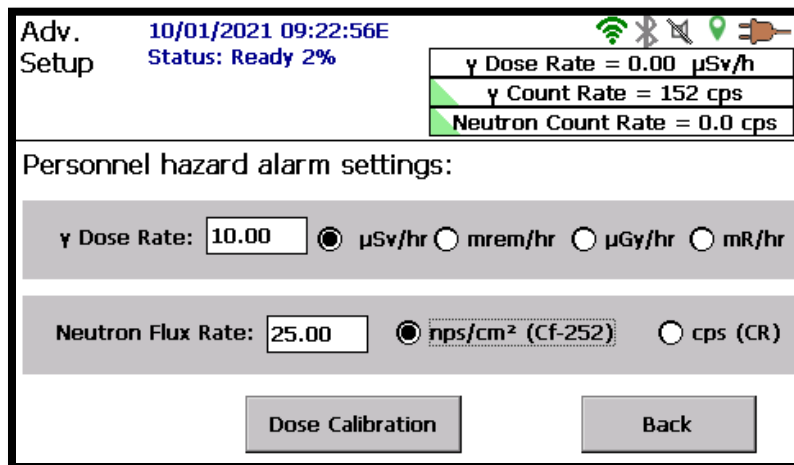 Adv. Setup
10/01/2021 09:22:56E
Status: Ready 2%
γ Dose Rate = 0.00 µSv/h
γ Count Rate = 152 cps
Neutron Count Rate = 0.0 cps
Personnel hazard alarm settings:
γ Dose Rate: 10.00 µSv/hr mrem/hr µGy/hr mR/hr
Neutron Flux Rate: 25.00 nps/cm² (Cf-252) cps (CR)
Dose Calibration Back